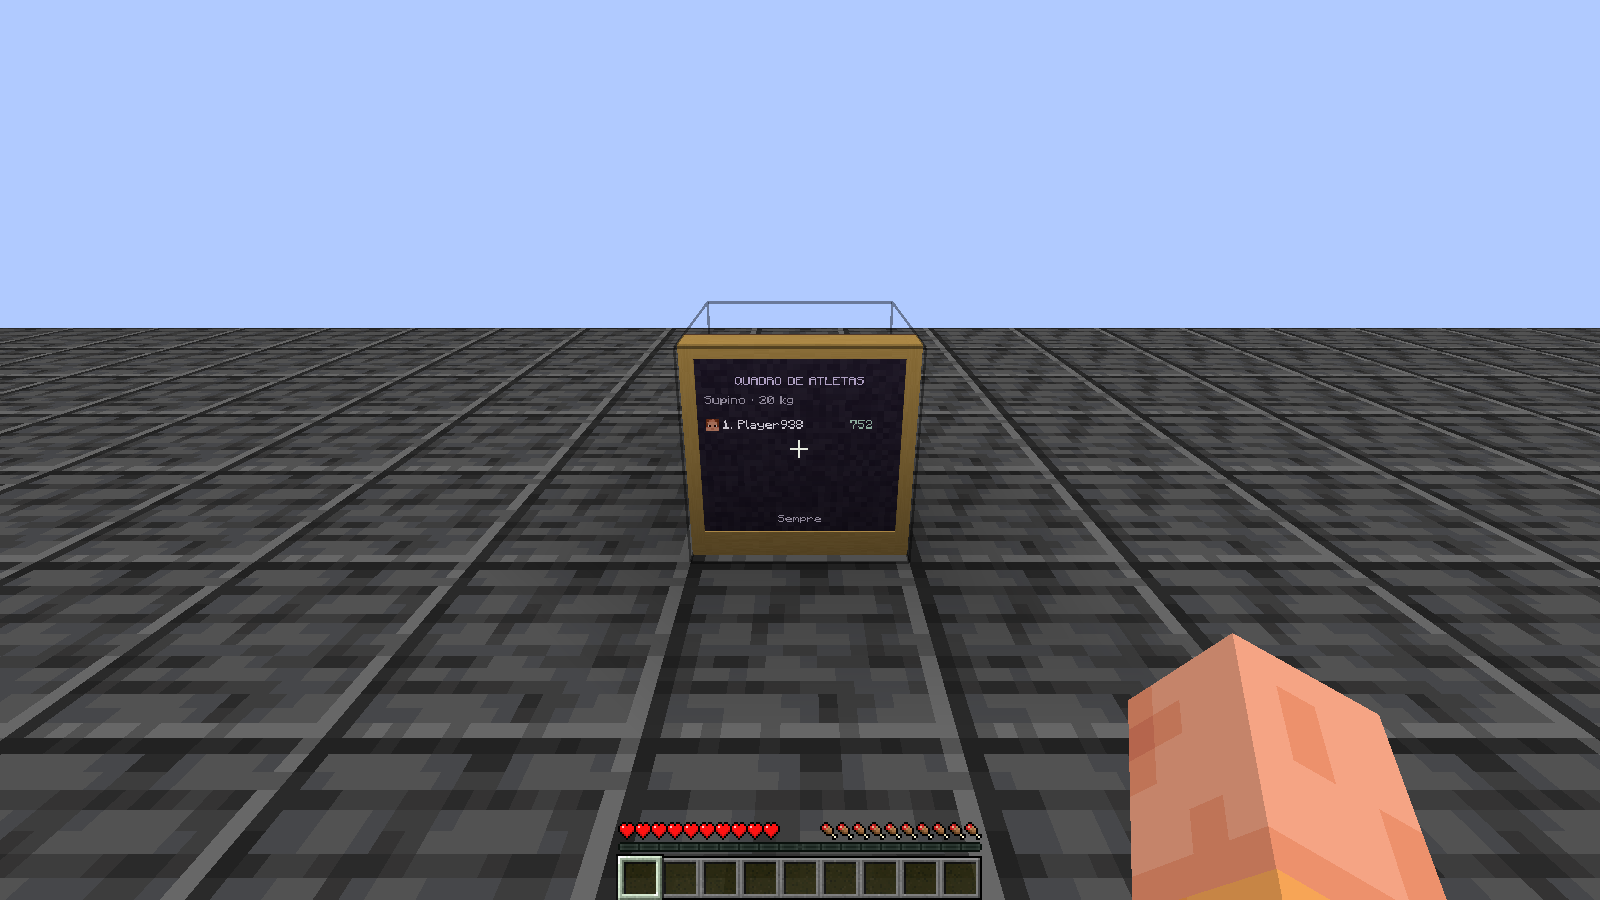 QUADRO DE ATLETAS
Supino · 20 kg
1. Player938 752
Sempre